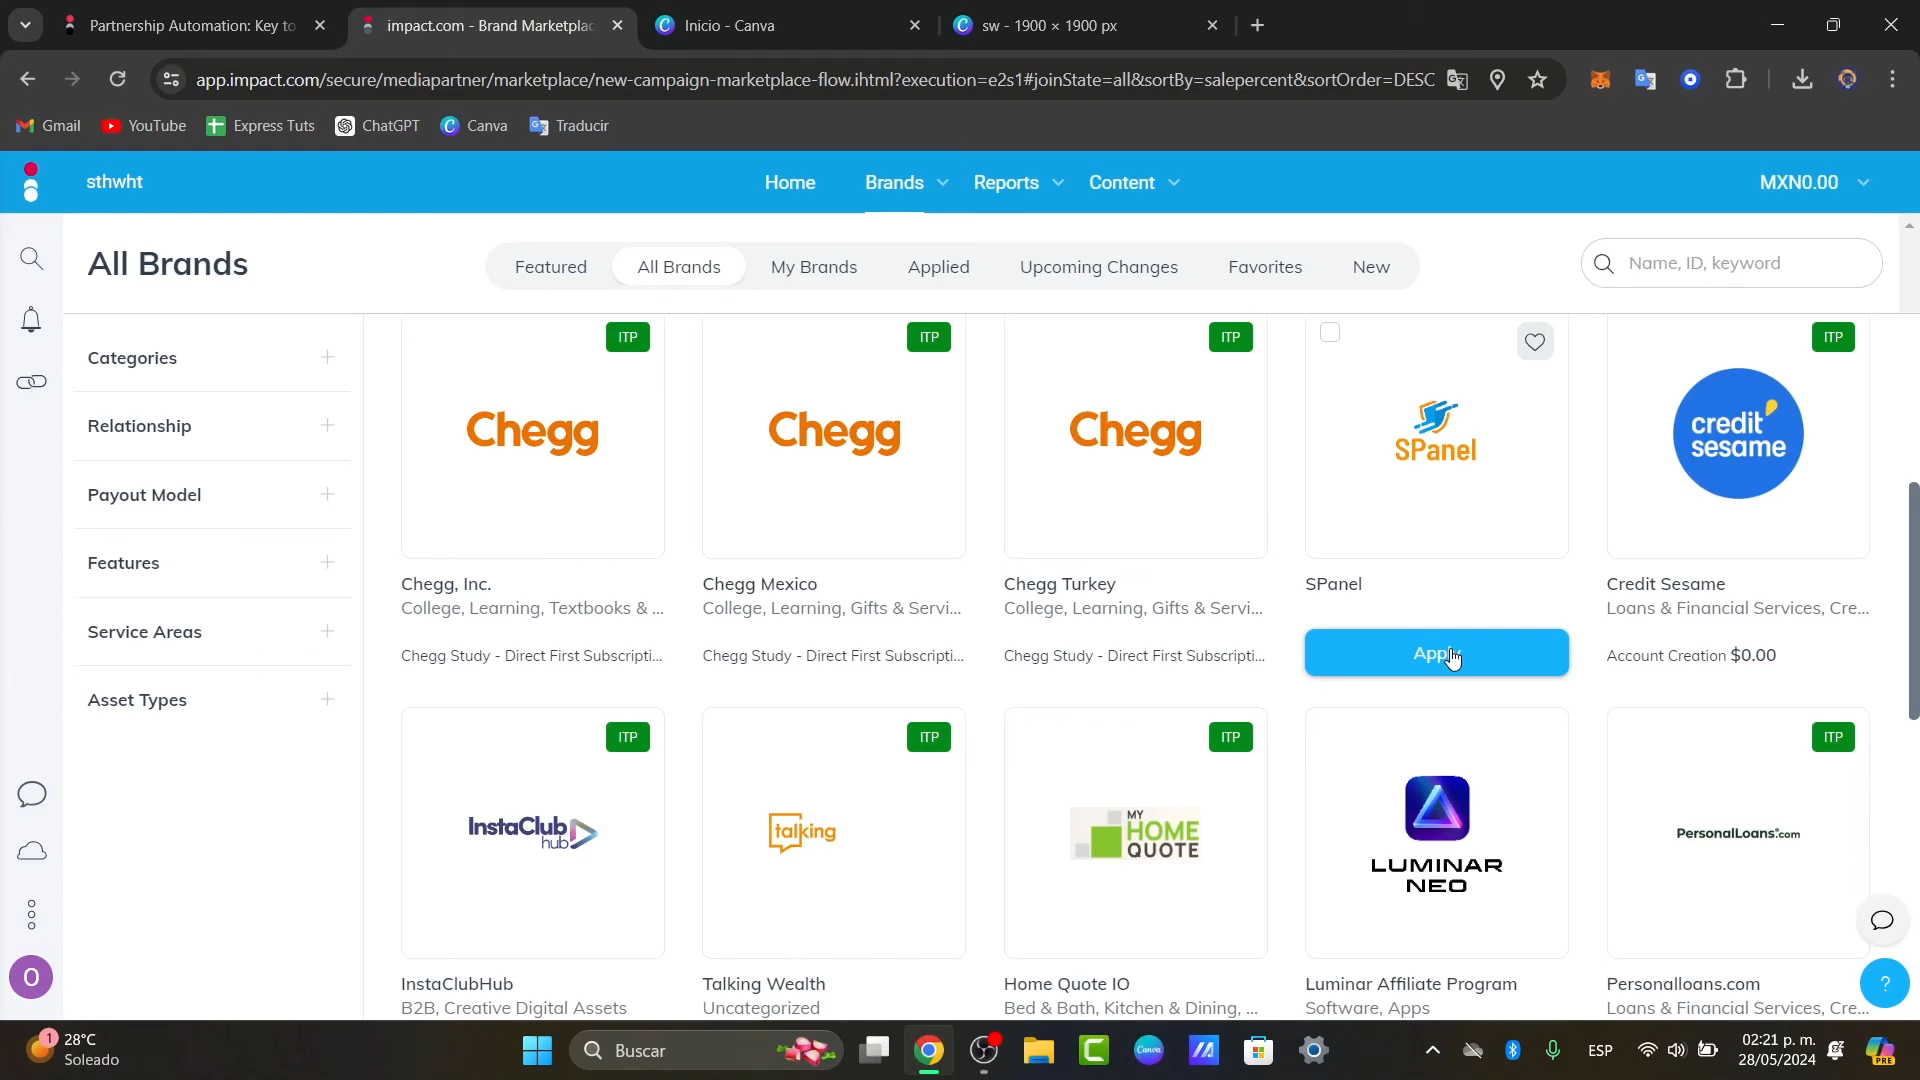 Partnership Automation: Key to
impact.com - Brand Marketplac
Inicio - Canva
sw - 1900 × 1900 px
app.impact.com/secure/mediapartner/marketplace/new-campaign-marketplace-flow.ihtml?execution=e2s1#joinState=all&sortBy=salepercent&sortOrder=DESC
Gmail
YouTube
Express Tuts
ChatGPT
Canva
Traducir
sthwht
Home
Brands
Reports
Content
MXN0.00
All Brands
Featured
All Brands
My Brands
Applied
Upcoming Changes
Favorites
New
Name, ID, keyword
Categories
Relationship
Payout Model
Features
Service Areas
Asset Types
ITP
ITP
ITP
ITP
Chegg
Chegg
Chegg
SPanel
credit
sesame
Chegg, Inc.
College, Learning, Textbooks & ...
Chegg Study - Direct First Subscripti...
Chegg Mexico
College, Learning, Gifts & Servi...
Chegg Study - Direct First Subscripti...
Chegg Turkey
College, Learning, Gifts & Servi...
Chegg Study - Direct First Subscripti...
SPanel
Apply
Credit Sesame
Loans & Financial Services, Cre...
Account Creation $0.00
ITP
ITP
ITP
ITP
InstaClub
hub
talking
MY
HOME
QUOTE
LUMINAR
NEO
PersonalLoans.com
InstaClubHub
B2B, Creative Digital Assets
Talking Wealth
Uncategorized
Home Quote IO
Bed & Bath, Kitchen & Dining, ...
Luminar Affiliate Program
Software, Apps
Personalloans.com
Loans & Financial Services, Cre...
O
?
1
28°C
Soleado
Buscar
Canva
ESP
02:21 p. m.
28/05/2024
PRE